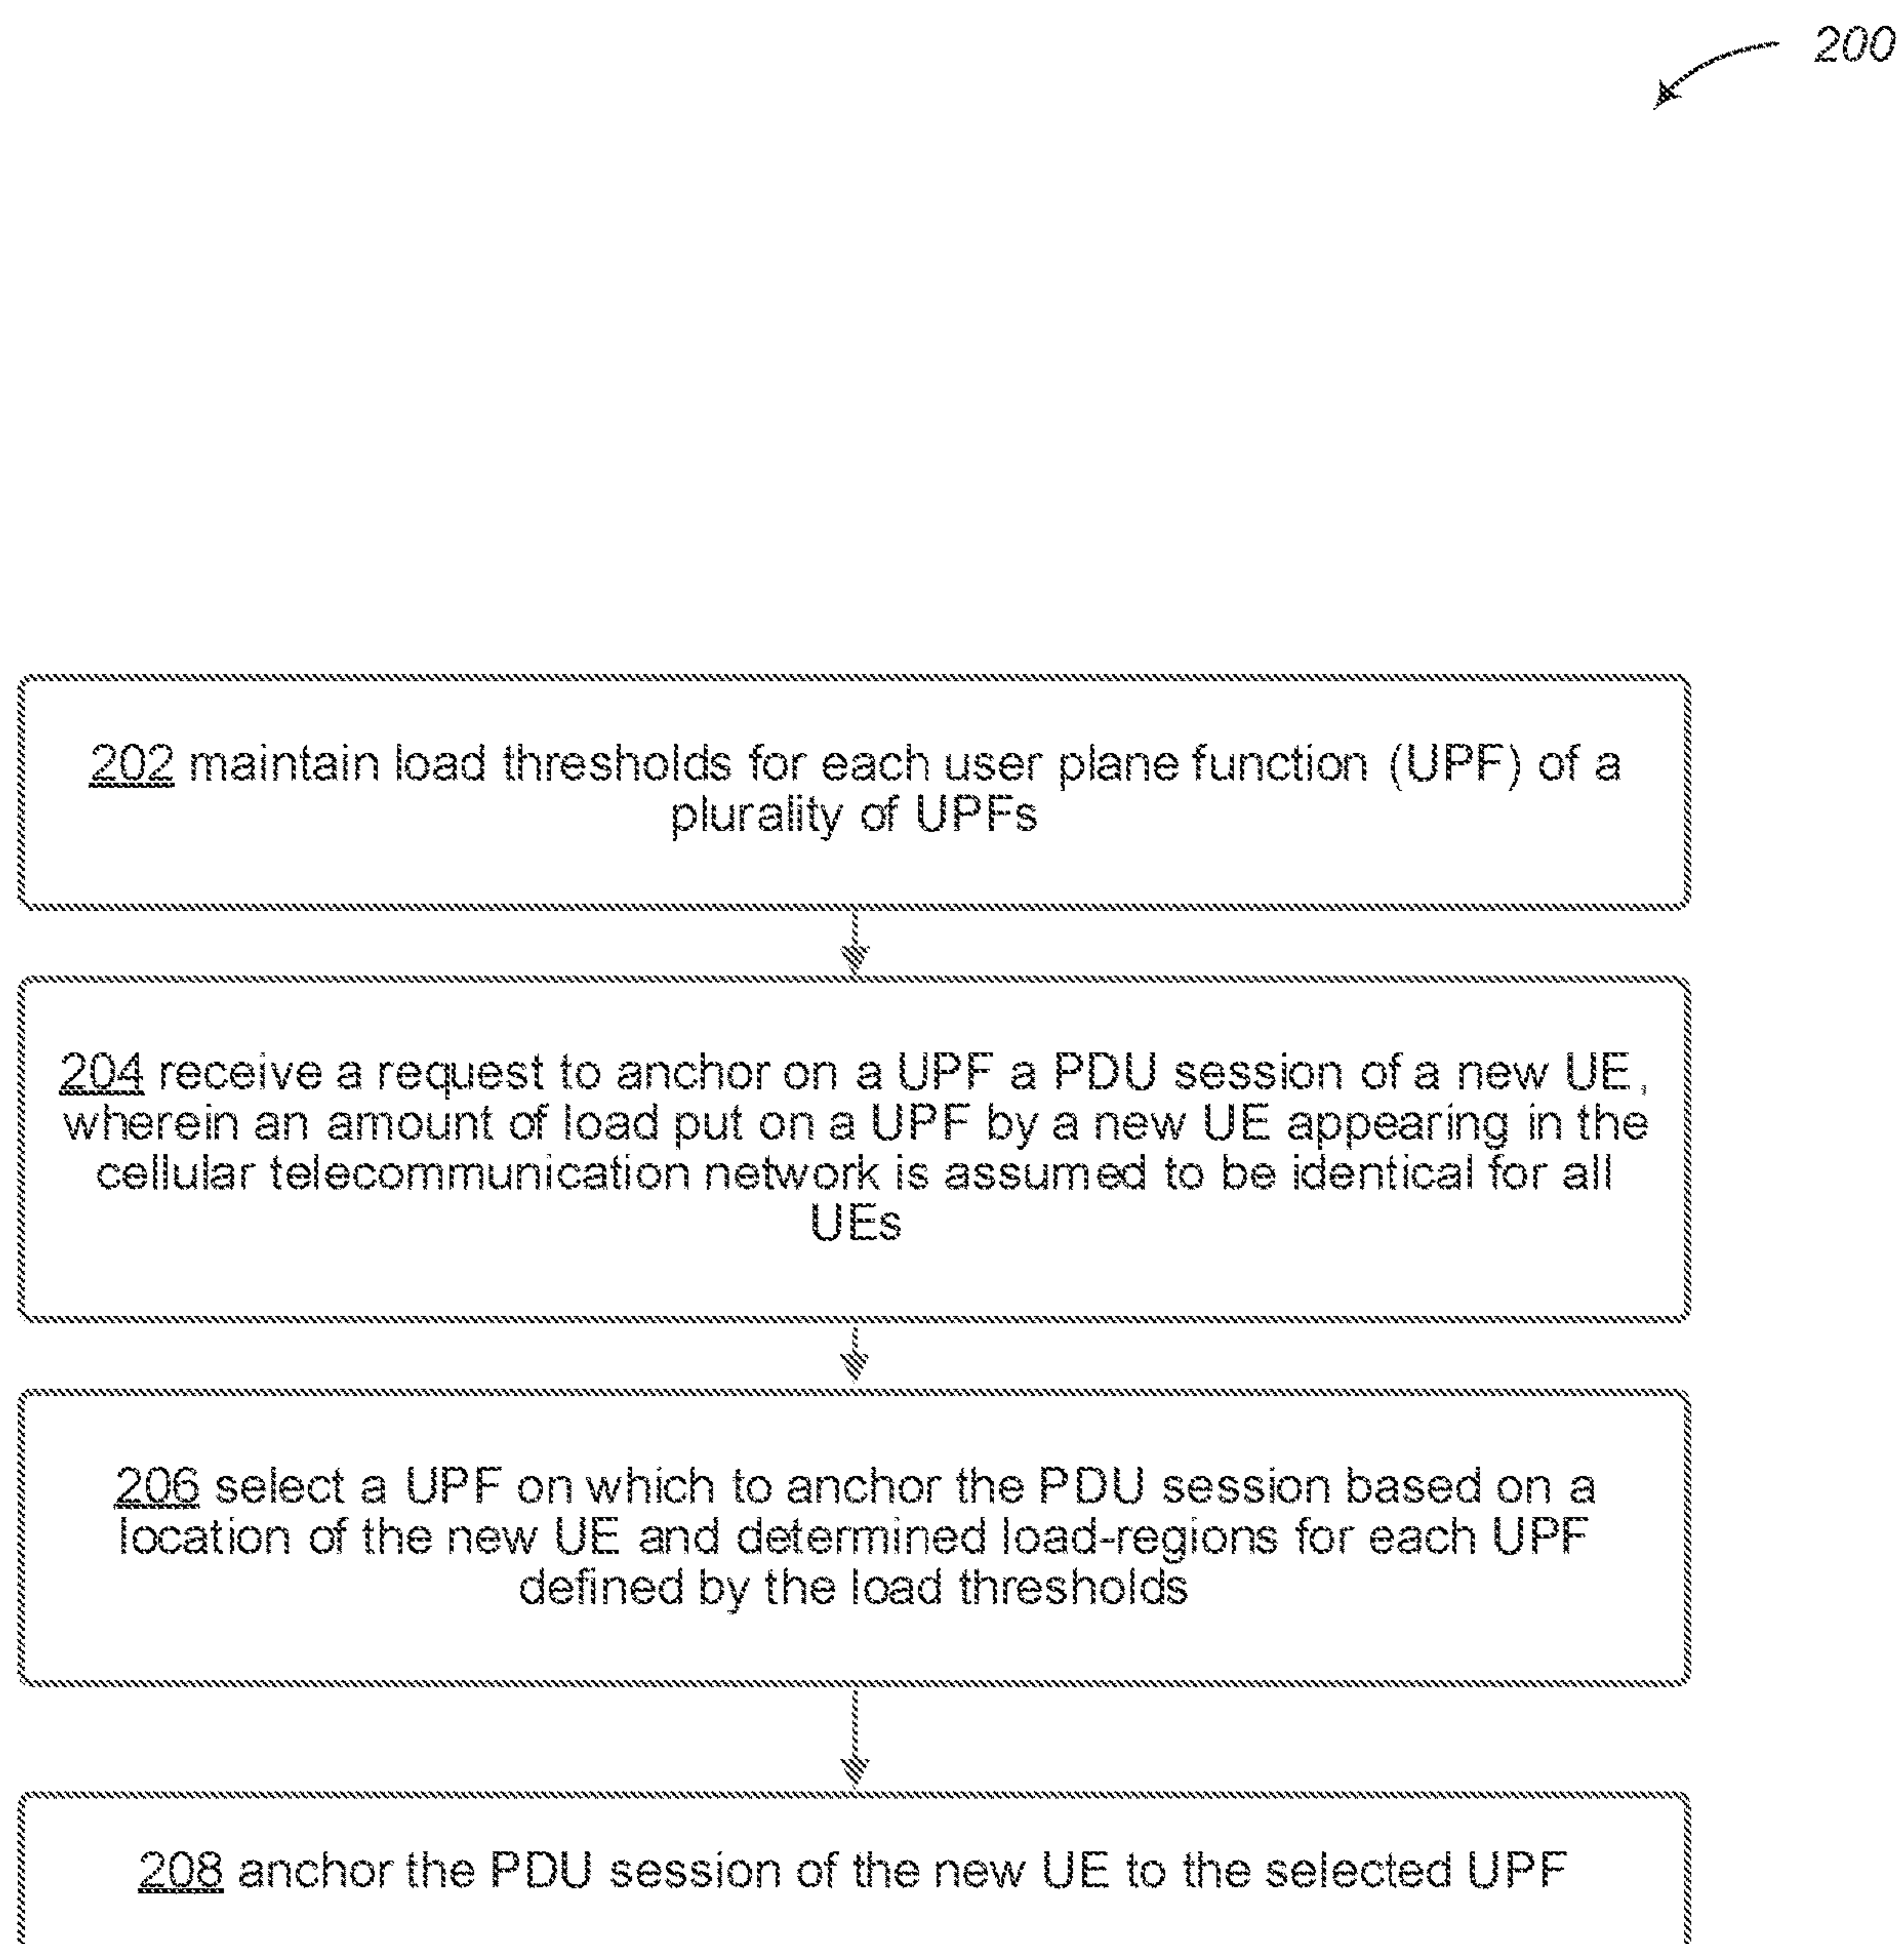 200
202 maintain load thresholds for each user plane function (UPF) of a
plurality of UPFs
204 receive a request to anchor on a UPF a PDU session of a new UE,
wherein an amount of load put on a UPF by a new UE appearing in the
cellular telecommunication network is assumed to be identical for all
UEs
206 select a UPF on which to anchor the PDU session based on a
location of the new UE and determined load-regions for each UPF
defined by the load thresholds
208 anchor the PDU session of the new UE to the selected UPF